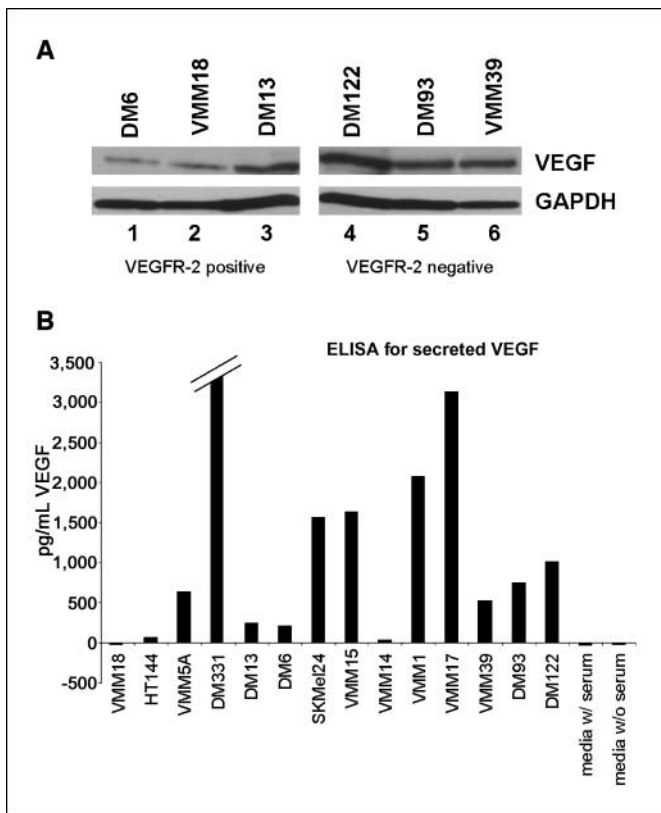 A
DM6 VMM18 DM13 DM122 DM93 VMM39
VEGF
GAPDH
1 2 3 4 5 6
VEGFR-2 positive VEGFR-2 negative
B
ELISA for secreted VEGF
3,500
3,000
2,500
2,000
1,500
1,000
500
0
-500
pg/mL VEGF
VMM18
HT144
VMM5A
DM331
DM13
DM6
SKMel24
VMM15
VMM14
VMM1
VMM17
VMM39
DM93
DM122
media w/ serum
media w/o serum